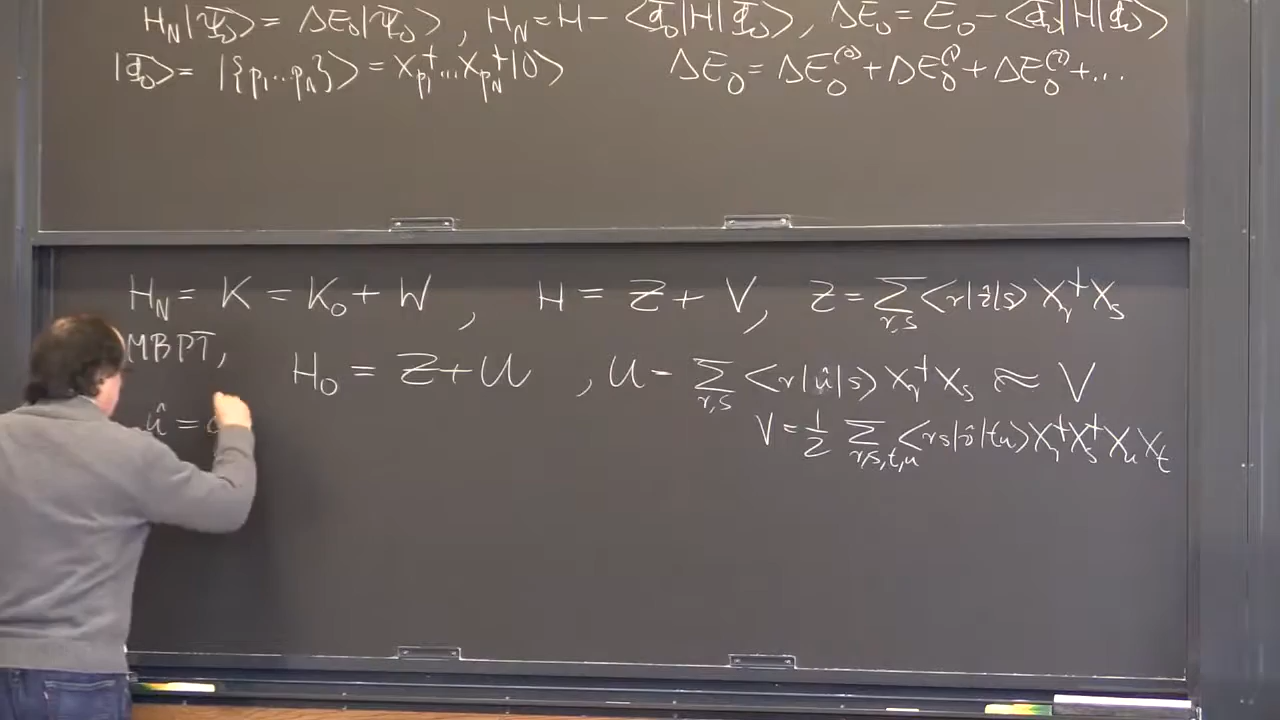 H_N|Ψ_0⟩ = ΔE_0|Ψ_0⟩ , H_N = H - ⟨Φ_0|H|Φ_0⟩, ΔE_0 = E_0 - ⟨Φ_0|H|Φ_0⟩
|Φ_0⟩ = |{p_1...p_N}⟩ = X_{p_1}^†...X_{p_N}^†|0⟩ ΔE_0 = ΔE_0^{(0)} + ΔE_0^{(1)} + ΔE_0^{(2)} + ...
H_N = K = K_0 + W , H = Z + V, Z = Σ_{r,s} ⟨r|ẑ|s⟩ X_r^† X_s
MBPT, H_0 = Z + U , U - Σ_{r,s} ⟨r|û|s⟩ X_r^† X_s ≈ V
û = V = 1/2 Σ_{r,s,t,u} ⟨rs|v̂|tu⟩ X_r^† X_s^† X_u X_t